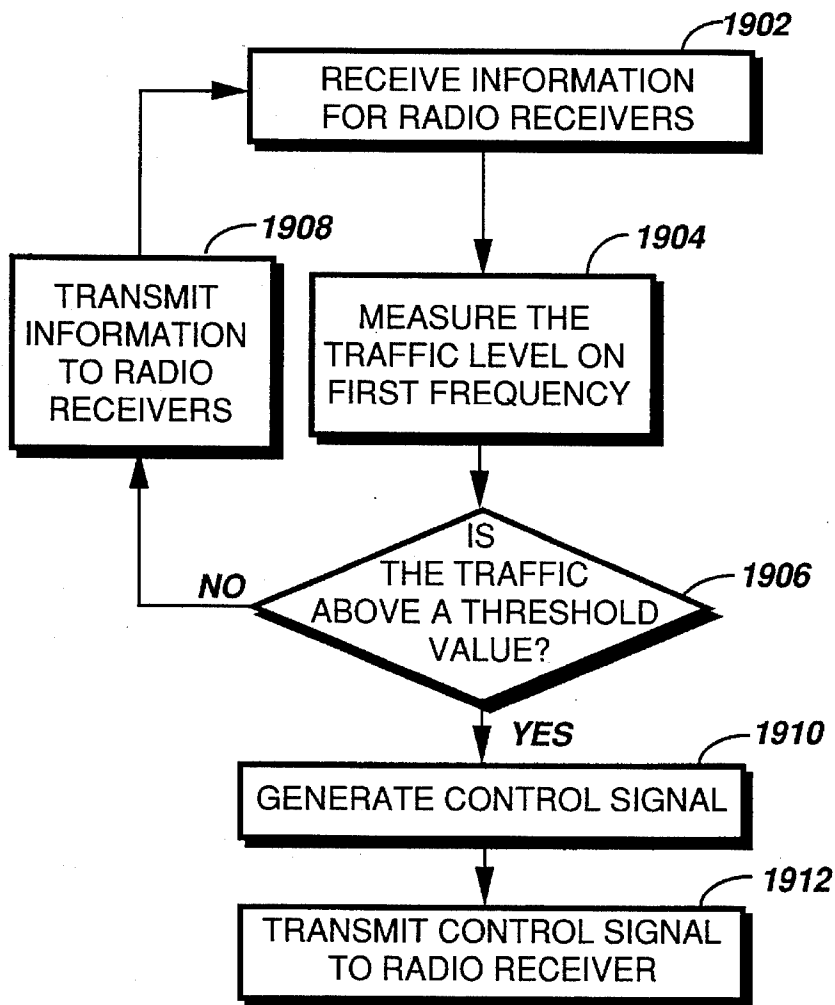 1902
RECEIVE INFORMATION
FOR RADIO RECEIVERS
1908
TRANSMIT
INFORMATION
TO RADIO
RECEIVERS
1904
MEASURE THE
TRAFFIC LEVEL ON
FIRST FREQUENCY
IS
THE TRAFFIC
ABOVE A THRESHOLD
VALUE?
1906
NO
YES
1910
GENERATE CONTROL SIGNAL
1912
TRANSMIT CONTROL SIGNAL
TO RADIO RECEIVER